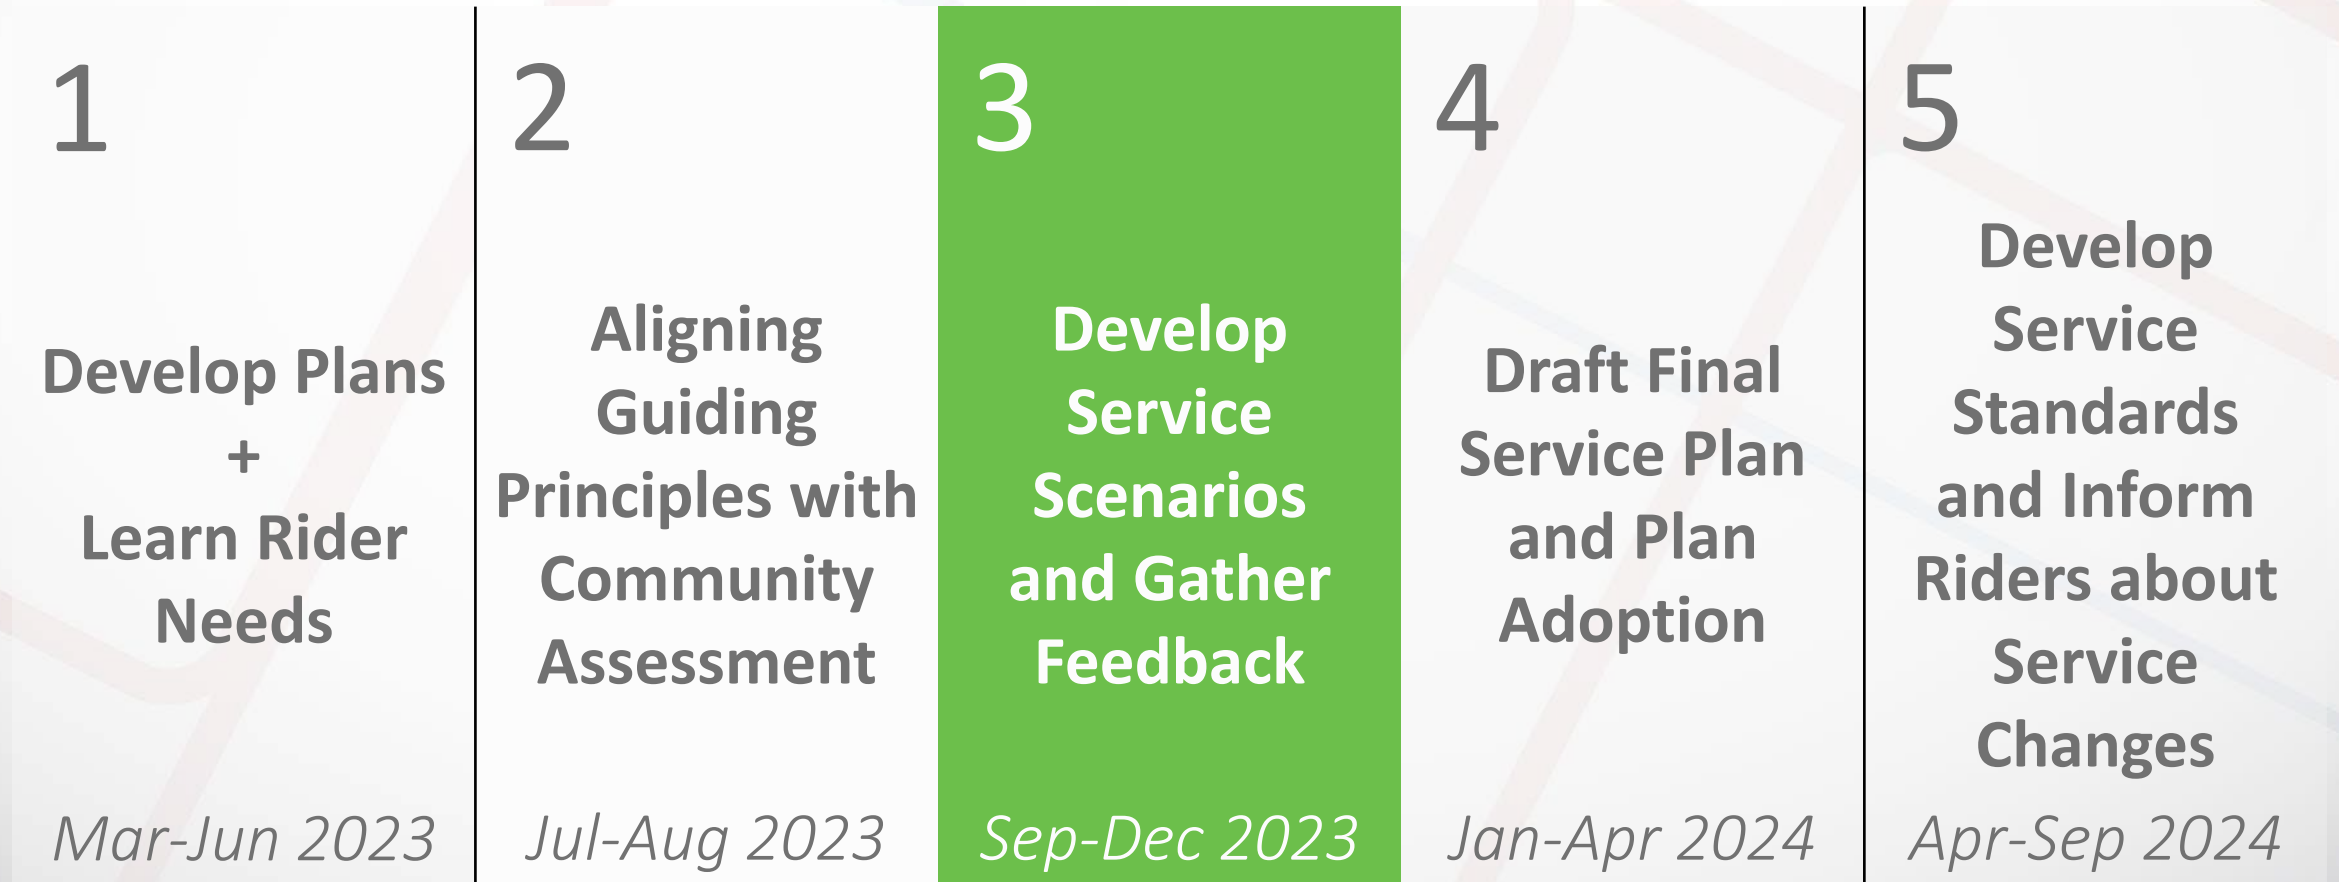 1
Develop Plans
+
Learn Rider
Needs
Mar-Jun 2023
2
Aligning
Guiding
Principles with
Community
Assessment
Jul-Aug 2023
3
Develop
Service
Scenarios
and Gather
Feedback
Sep-Dec 2023
4
Draft Final
Service Plan
and Plan
Adoption
Jan-Apr 2024
5
Develop
Service
Standards
and Inform
Riders about
Service
Changes
Apr-Sep 2024